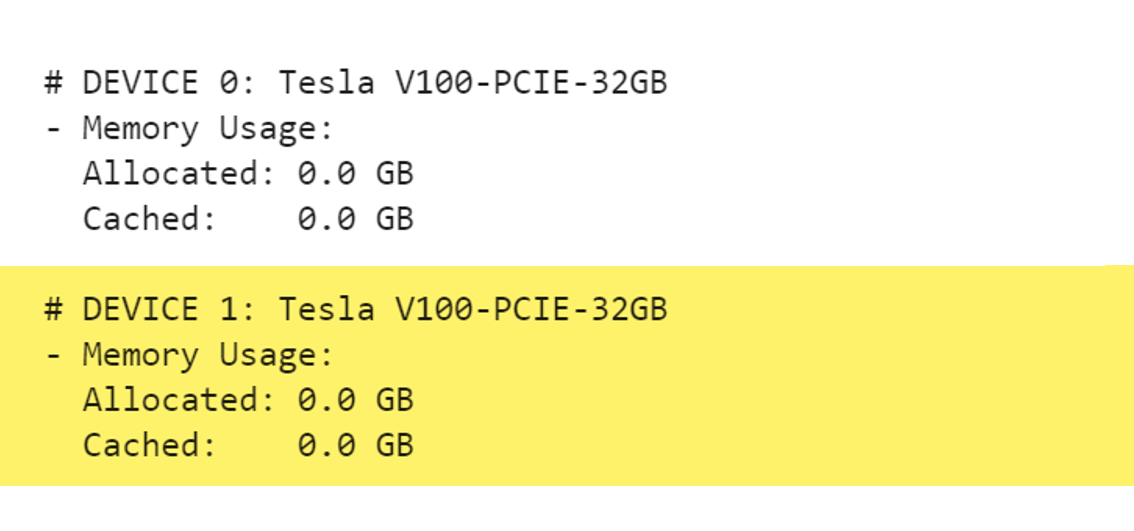 # DEVICE 0: Tesla V100-PCIE-32GB
- Memory Usage:
  Allocated: 0.0 GB
  Cached:    0.0 GB
# DEVICE 1: Tesla V100-PCIE-32GB
- Memory Usage:
  Allocated: 0.0 GB
  Cached:    0.0 GB